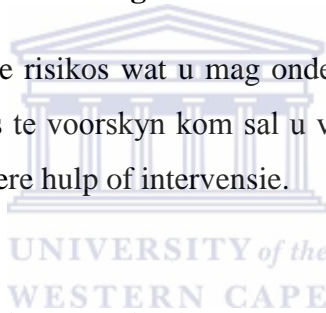 e risikos wat u mag onde
s te voorskyn kom sal u v
ere hulp of intervensie.
UNIVERSITY of the
WESTERN CAPE